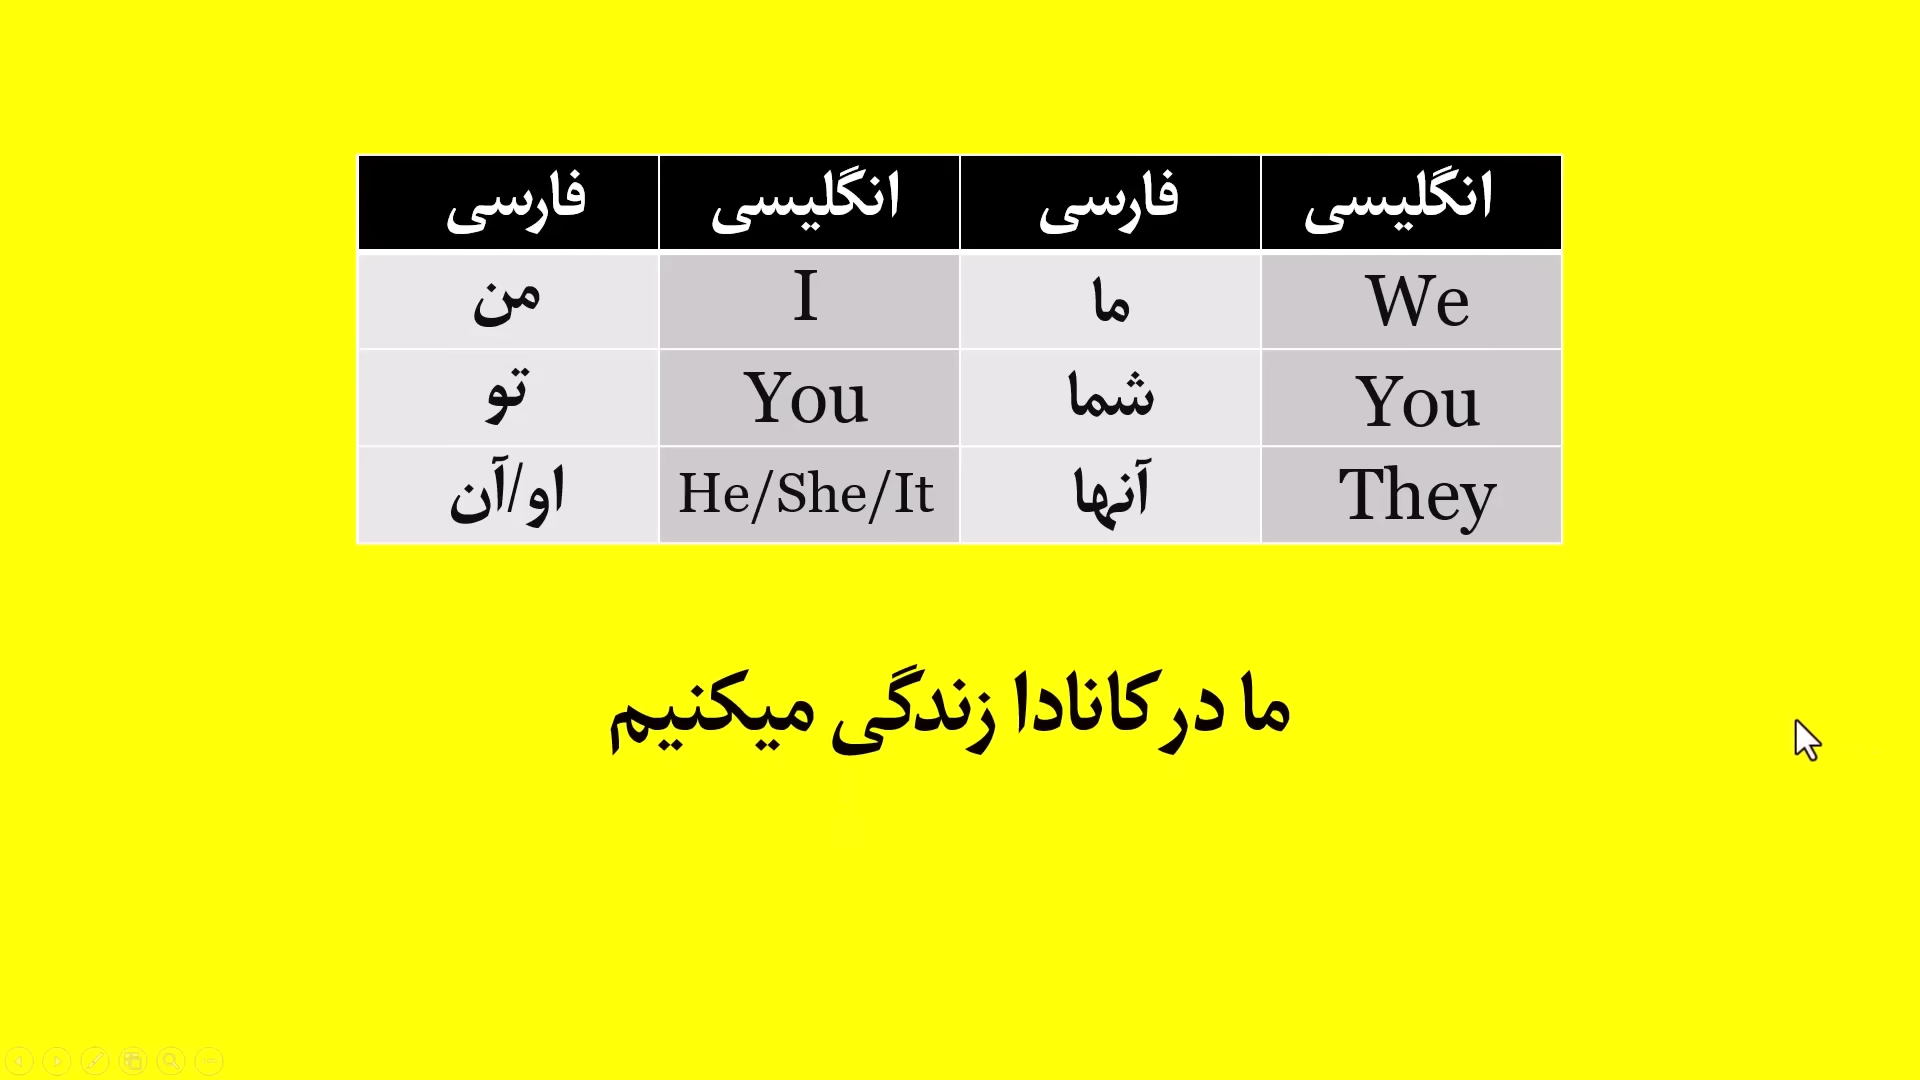 فارسی انگلیسی فارسی انگلیسی
من I ما We
تو You شما You
او/آن He/She/It آنها They
ما در کانادا زندگی میکنیم